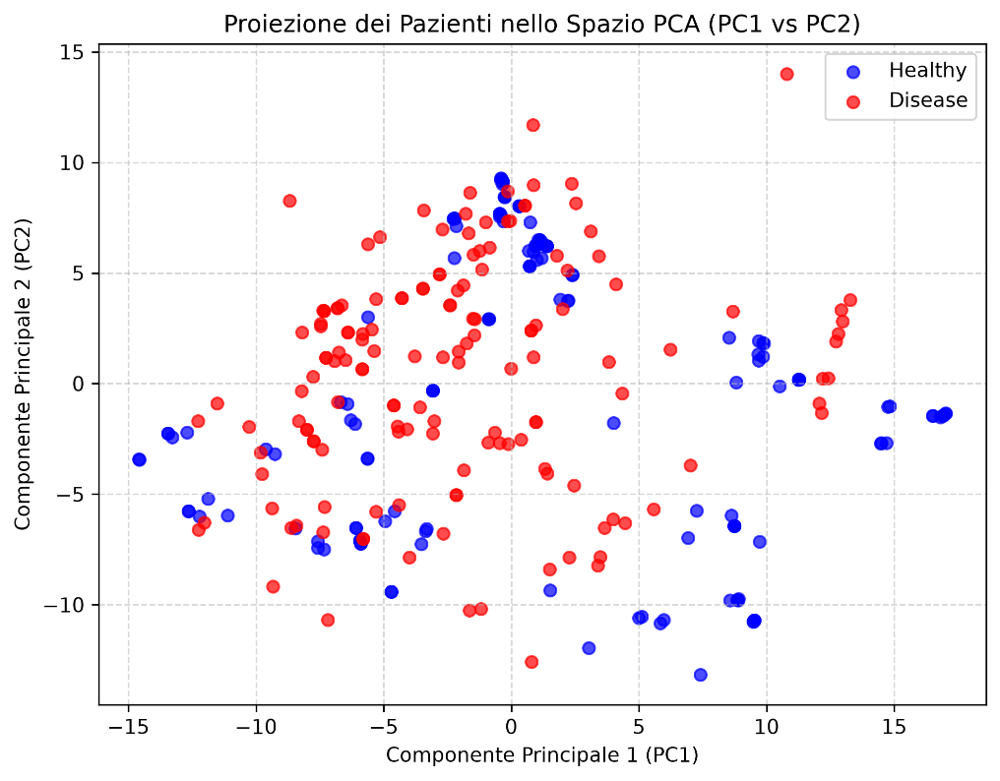 Proiezione dei Pazienti nello Spazio PCA (PC1 vs PC2)
Healthy
Disease
15
10
5
0
−5
−10
Componente Principale 2 (PC2)
−15
−10
−5
0
5
10
15
Componente Principale 1 (PC1)